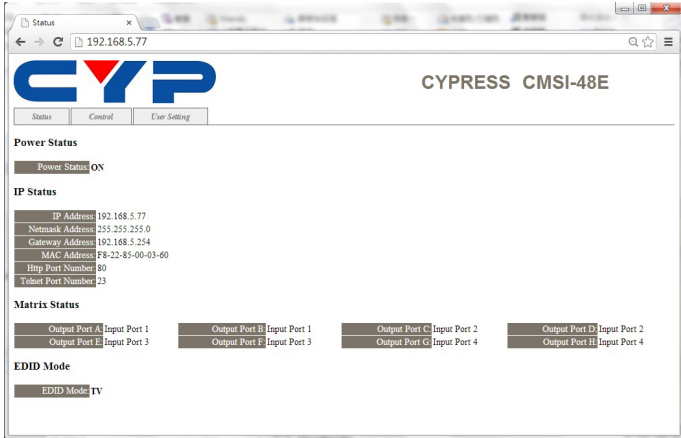 Status
192.168.5.77
CYP
CYPRESS CMSI-48E
Status Control User Setting
Power Status
Power Status: ON
IP Status
IP Address: 192.168.5.77
Netmask Address: 255.255.255.0
Gateway Address: 192.168.5.254
MAC Address: F8-22-85-00-03-60
Http Port Number: 80
Telnet Port Number: 23
Matrix Status
Output Port A: Input Port 1 Output Port B: Input Port 1 Output Port C: Input Port 2 Output Port D: Input Port 2
Output Port E: Input Port 3 Output Port F: Input Port 3 Output Port G: Input Port 4 Output Port H: Input Port 4
EDID Mode
EDID Mode: TV